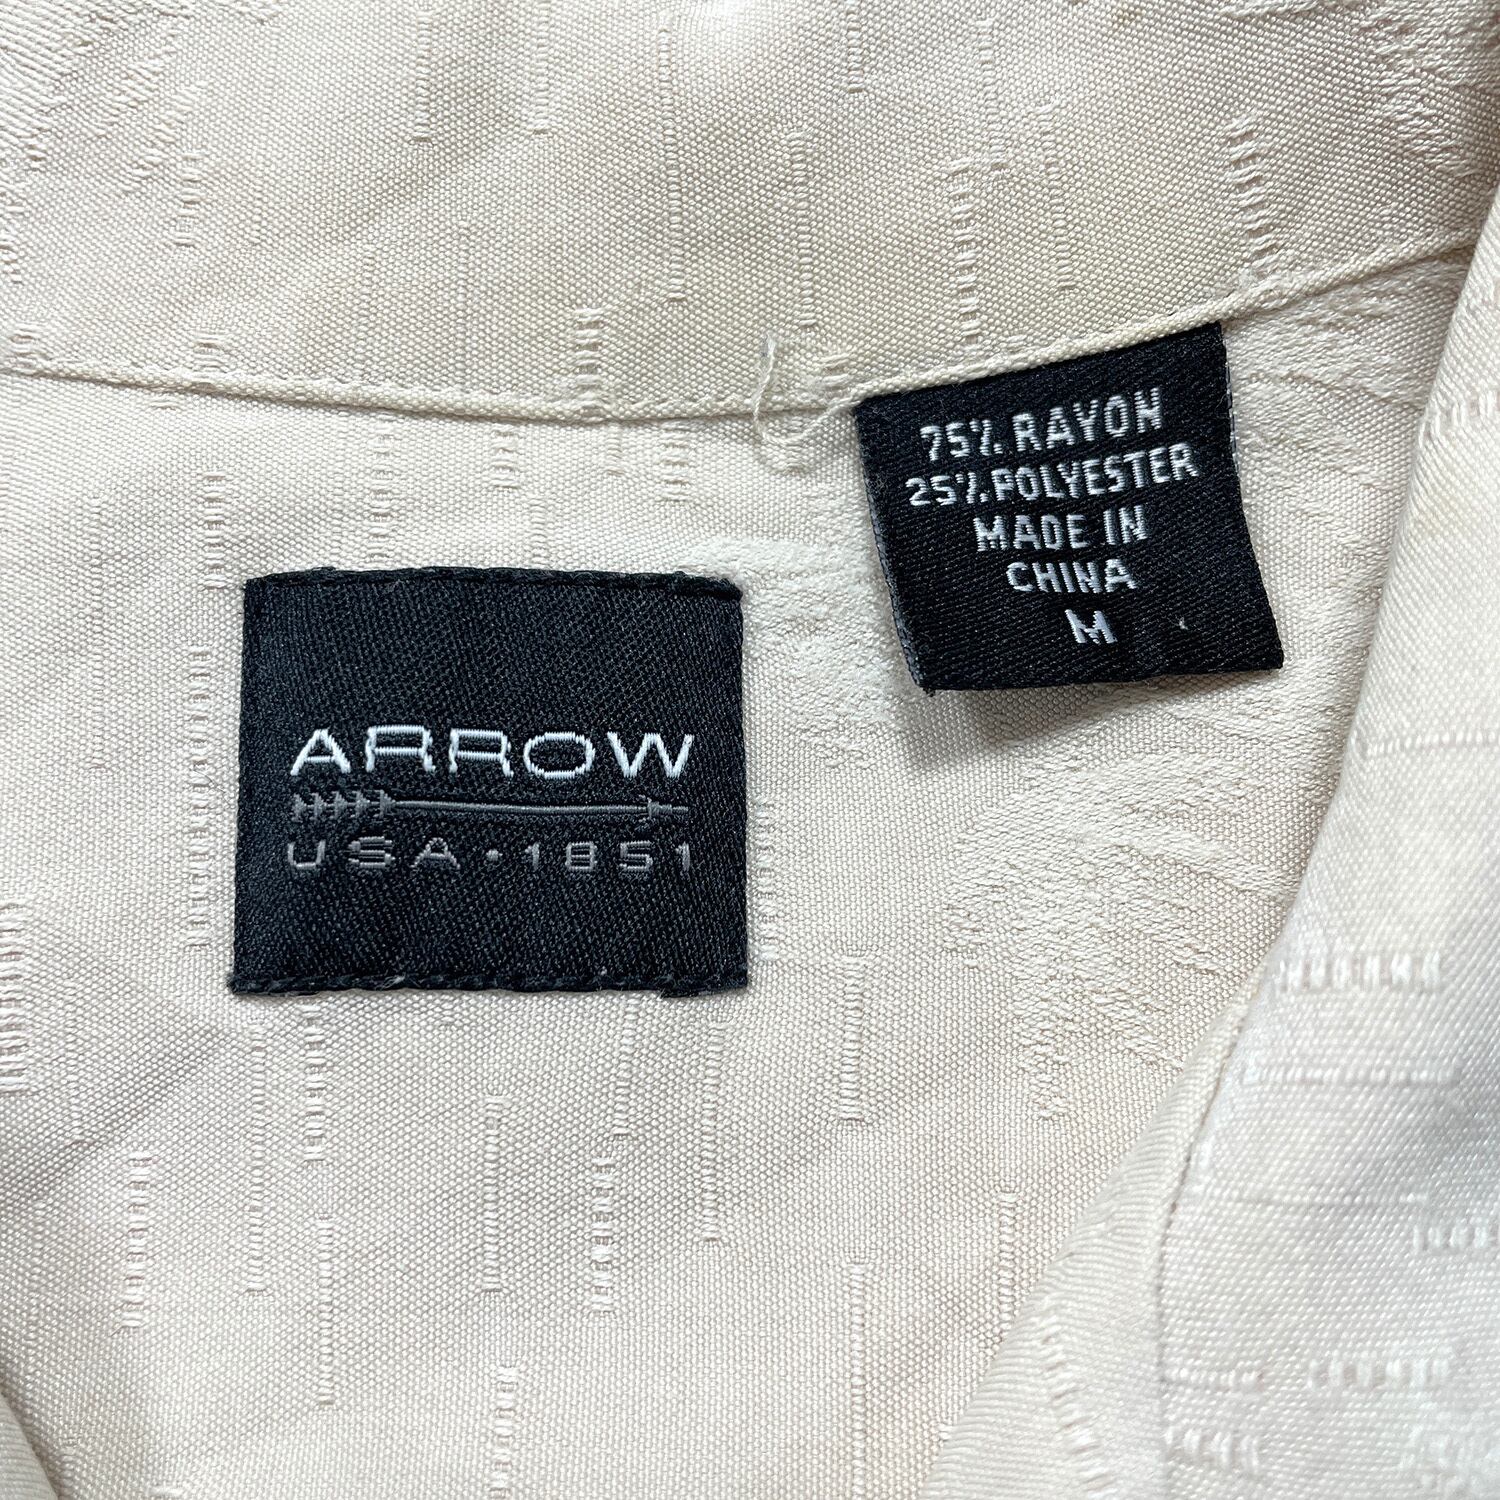 75% RAYON
25% POLYESTER
MADE IN
CHINA
M
ARROW
USA • 1851